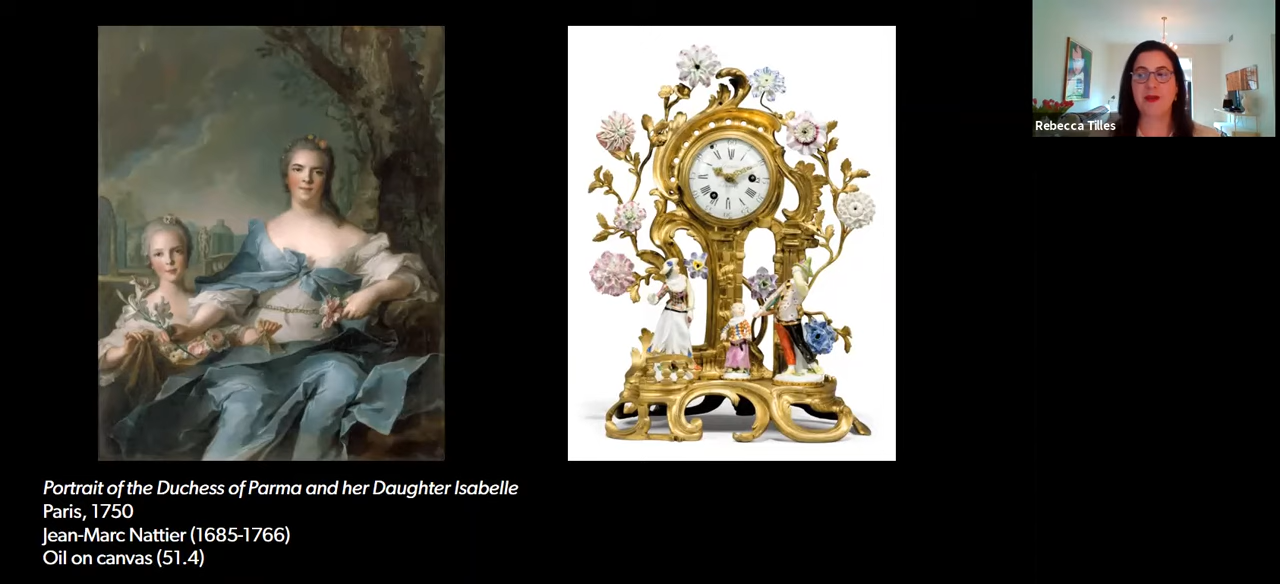 Rebecca Tilles
Portrait of the Duchess of Parma and her Daughter Isabelle
Paris, 1750
Jean-Marc Nattier (1685-1766)
Oil on canvas (51.4)